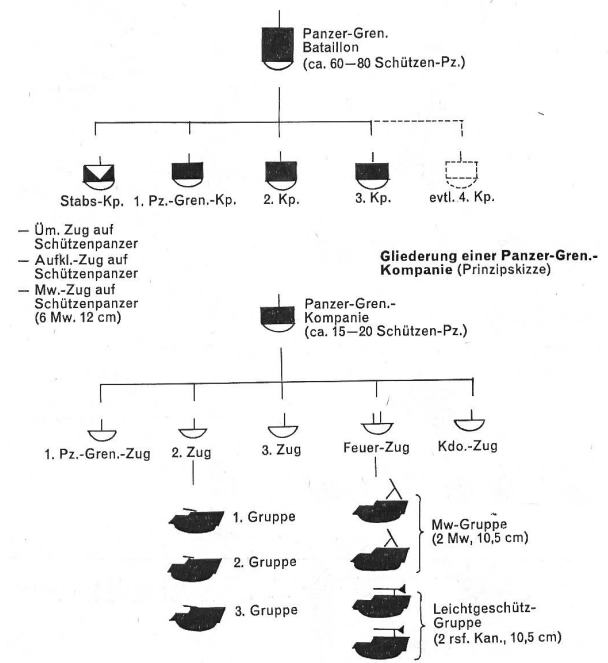 Panzer-Gren.
Bataillon
(ca. 60—80 Schützen-Pz.)
Stabs-Kp.
1. Pz.-Gren.-Kp.
2. Kp.
3. Kp.
evtl. 4. Kp.
— Üm. Zug auf
Schützenpanzer
— Aufkl.-Zug auf
Schützenpanzer
— Mw.-Zug auf
Schützenpanzer
(6 Mw. 12 cm)
Gliederung einer Panzer-Gren.-
Kompanie (Prinzipskizze)
Panzer-Gren.-
Kompanie
(ca. 15—20 Schützen-Pz.)
1. Pz.-Gren.-Zug
2. Zug
3. Zug
Feuer-Zug
Kdo.-Zug
1. Gruppe
2. Gruppe
3. Gruppe
Mw-Gruppe
(2 Mw, 10,5 cm)
Leichtgeschütz-
Gruppe
(2 rsf. Kan., 10,5 cm)